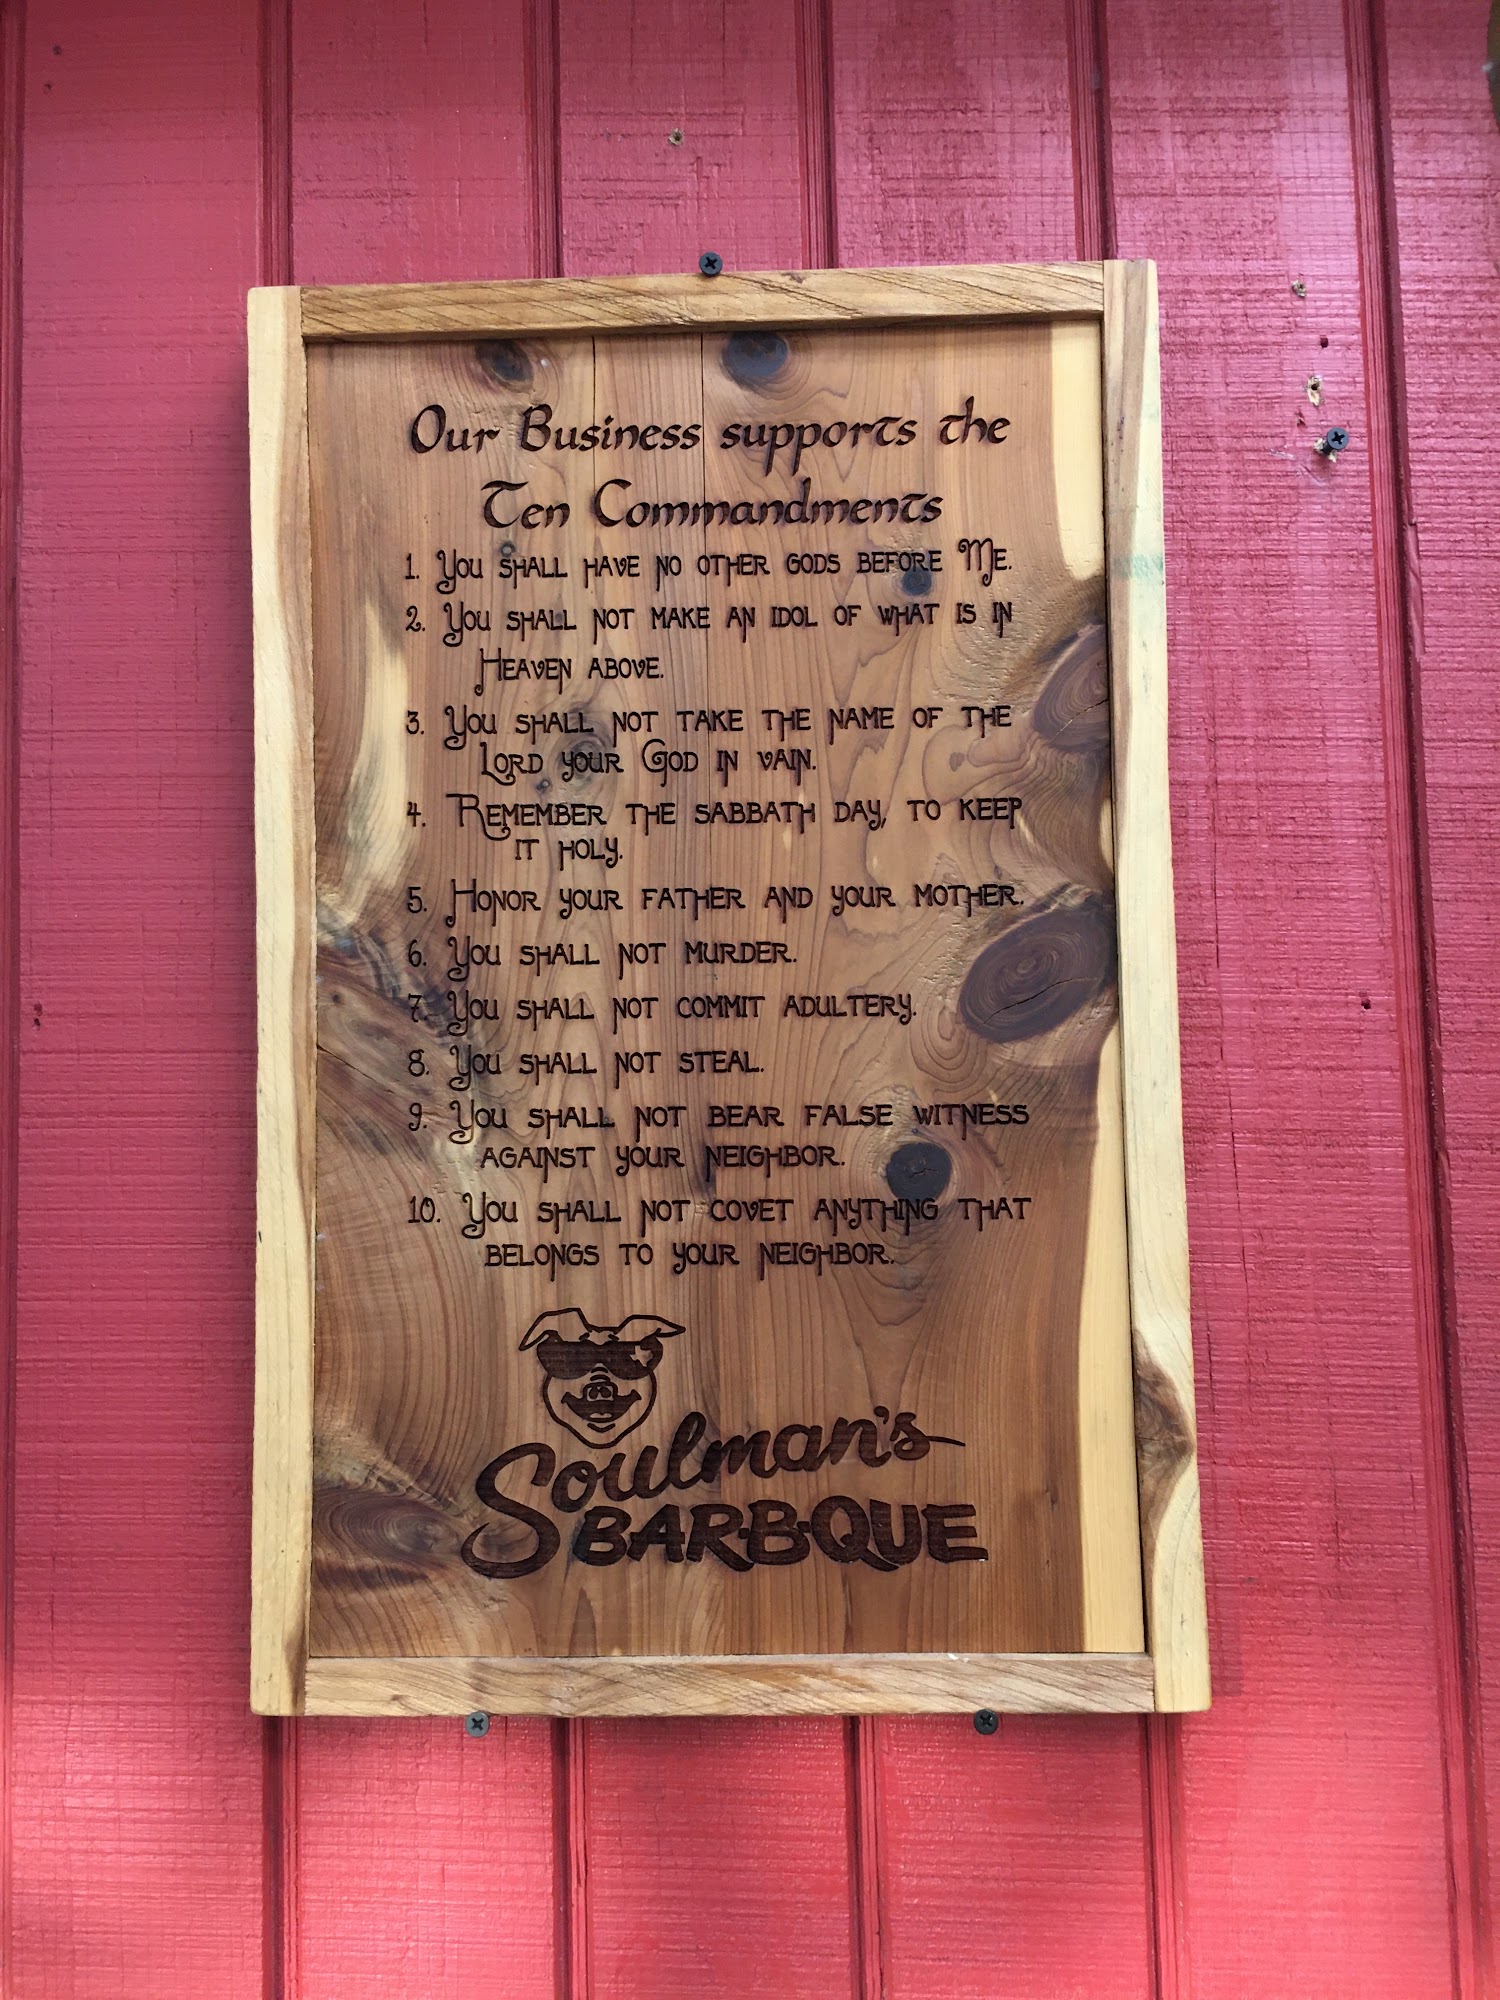 Our Business supports the
Ten Commandments
1. You shall have no other gods before Me.
2. You shall not make an idol of what is in
Heaven above.
3. You shall not take the name of the
Lord your God in vain.
4. Remember the sabbath day, to keep
it holy.
5. Honor your father and your mother.
6. You shall not murder.
7. You shall not commit adultery.
8. You shall not steal.
9. You shall not bear false witness
against your neighbor.
10. You shall not covet anything that
belongs to your neighbor.
Soulman's
BAR-B-QUE